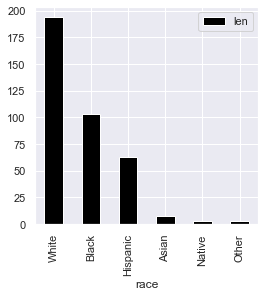 200
175
150
125
100
75
50
25
0
len
White
Black
Hispanic
Asian
Native
Other
race